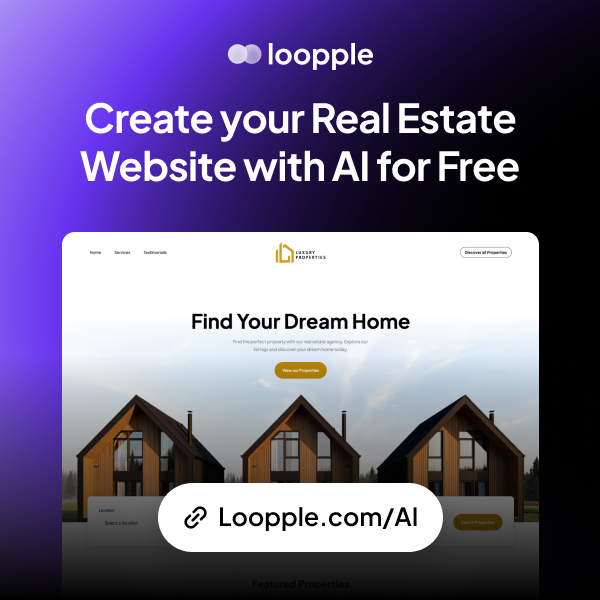 loopple
Create your Real Estate
Website with AI for Free
Home Services Testimonials
LUXURY
PROPERTIES
Discover all Properties
Find Your Dream Home
Find the perfect property with our real estate agency. Explore our
listings and discover your dream home today.
View our Properties
Location
Select a location
Search Properties
Loopple.com/AI
Featured Properties